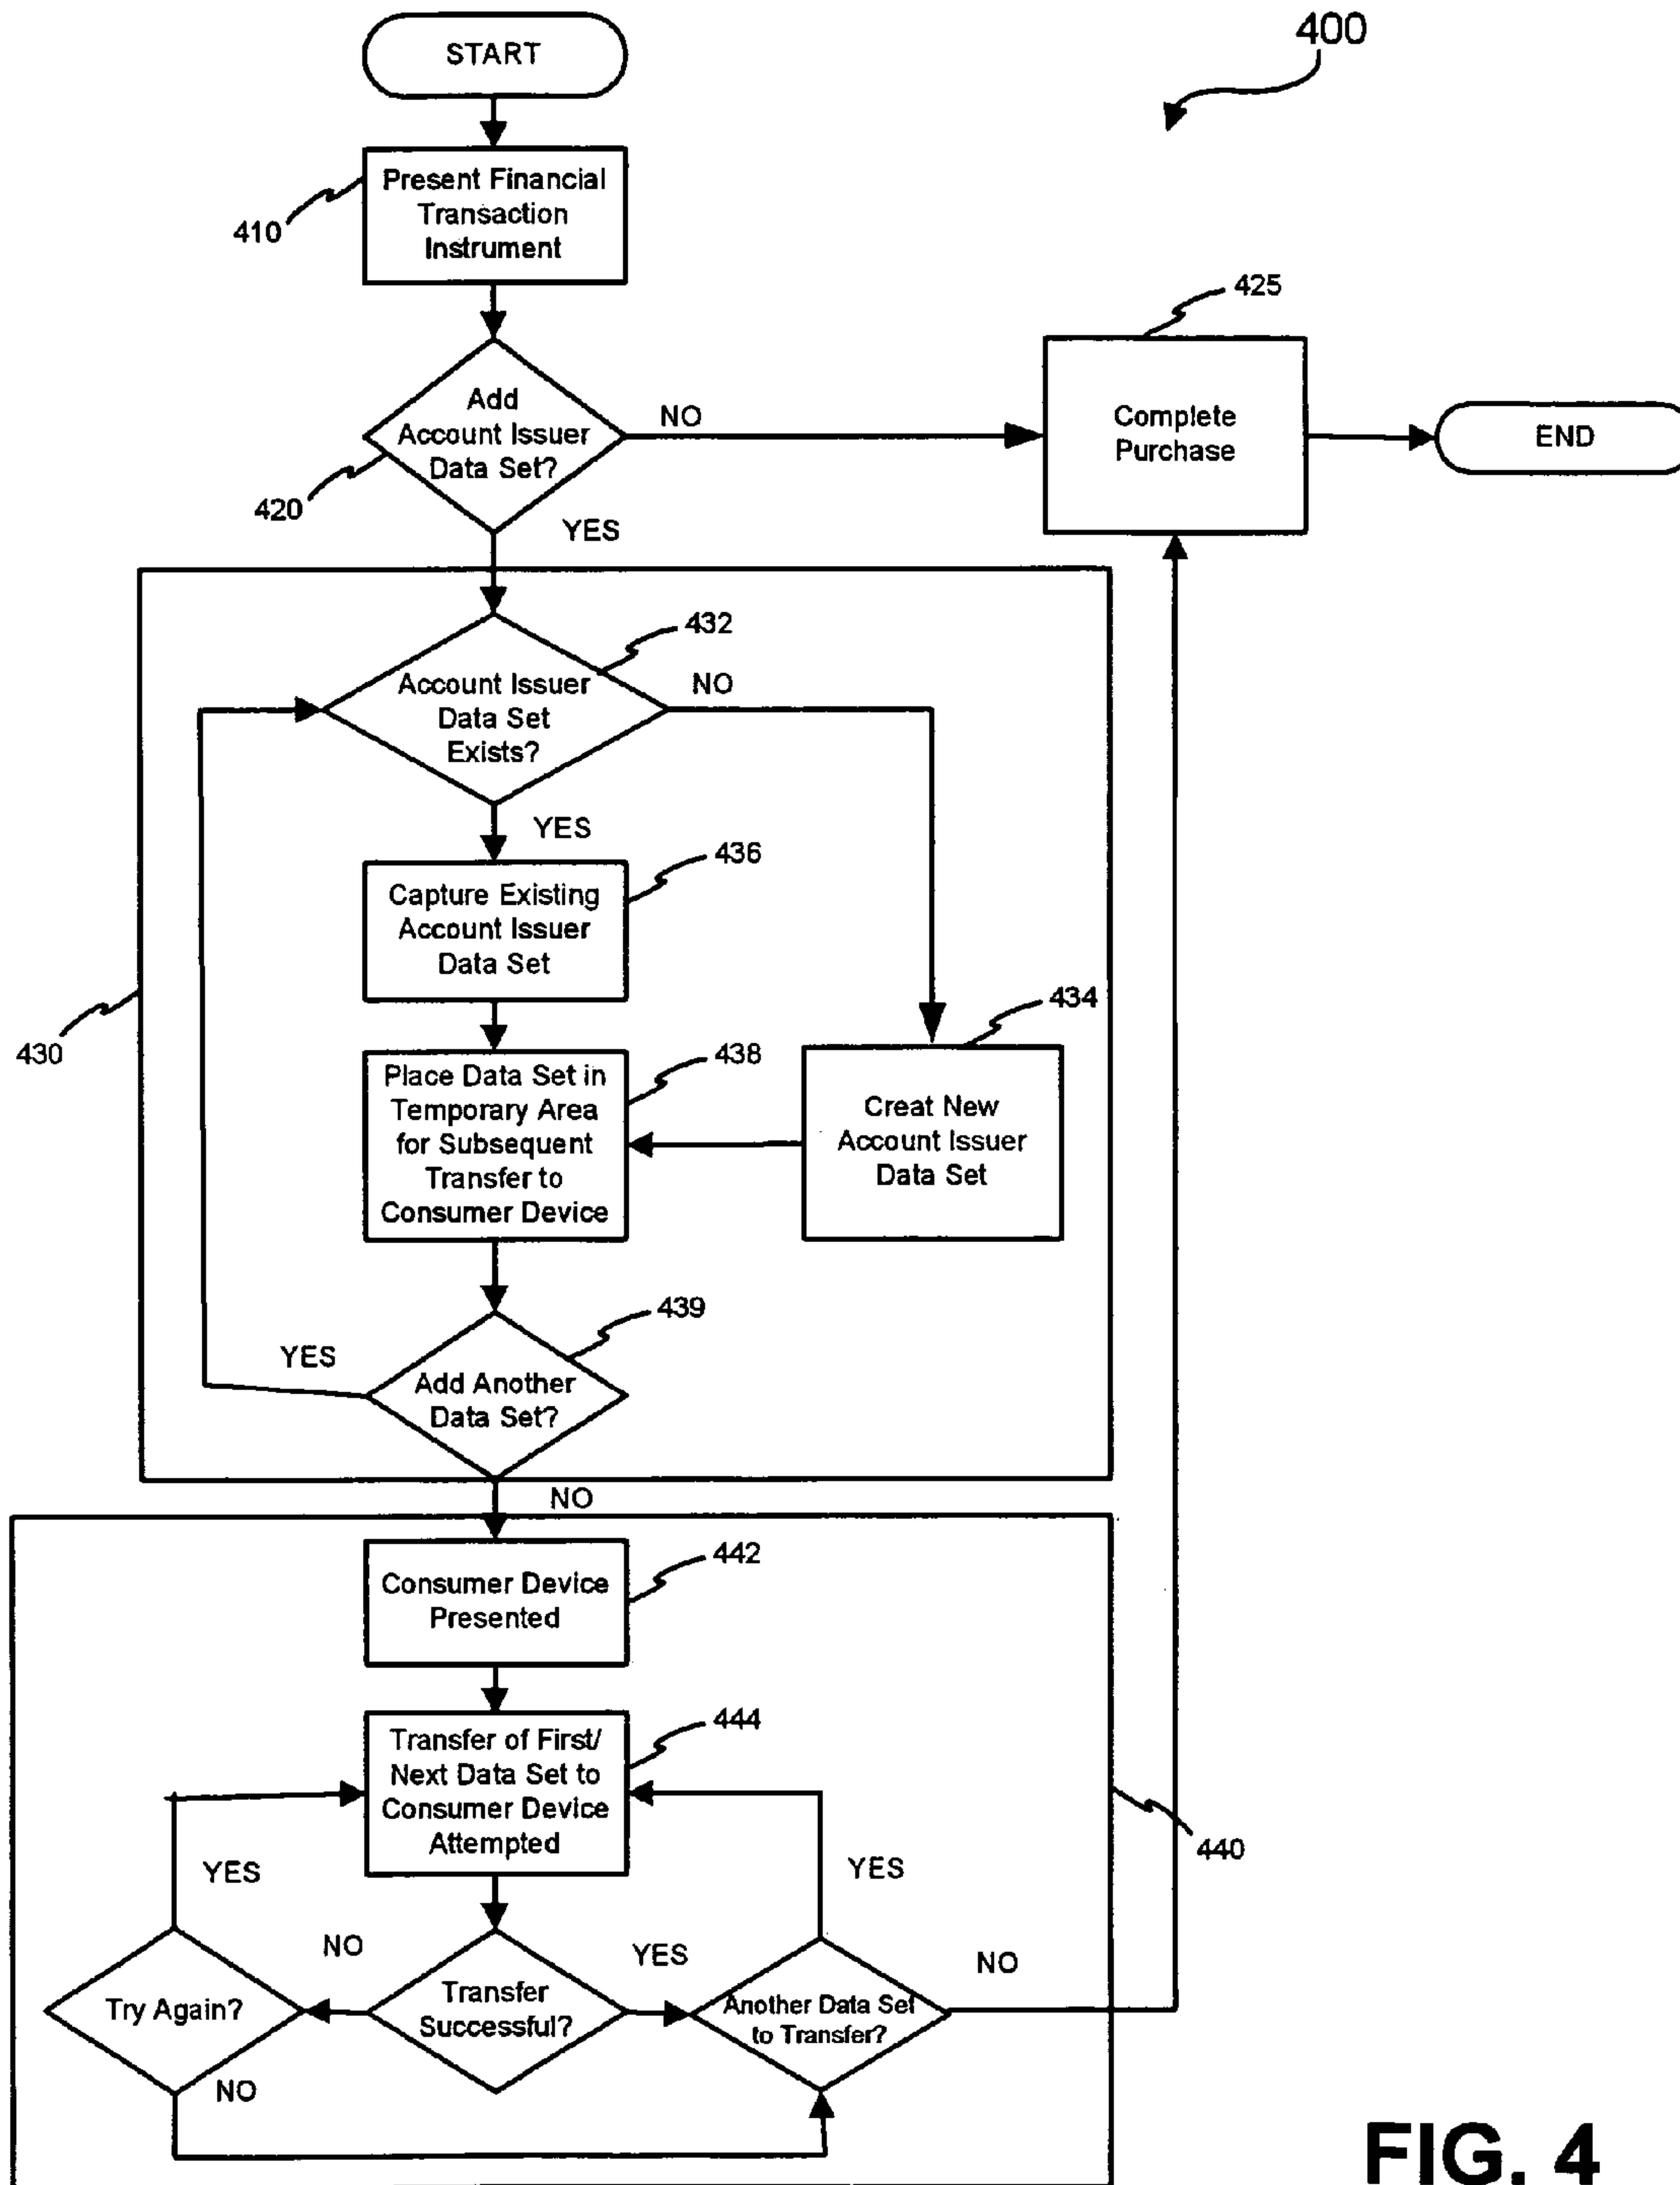 START
400
Present Financial
Transaction
Instrument
410
425
Add
Account Issuer
Data Set?
NO
420
YES
Complete
Purchase
END
432
Account Issuer
Data Set
Exists?
NO
YES
436
Capture Existing
Account Issuer
Data Set
430
434
438
Place Data Set in
Temporary Area
for Subsequent
Transfer to
Consumer Device
Creat New
Account Issuer
Data Set
439
YES
Add Another
Data Set?
NO
442
Consumer Device
Presented
444
Transfer of First/
Next Data Set to
Consumer Device
Attempted
440
YES
YES
NO
YES
NO
Try Again?
Transfer
Successful?
Another Data Set
to Transfer?
NO
FIG. 4